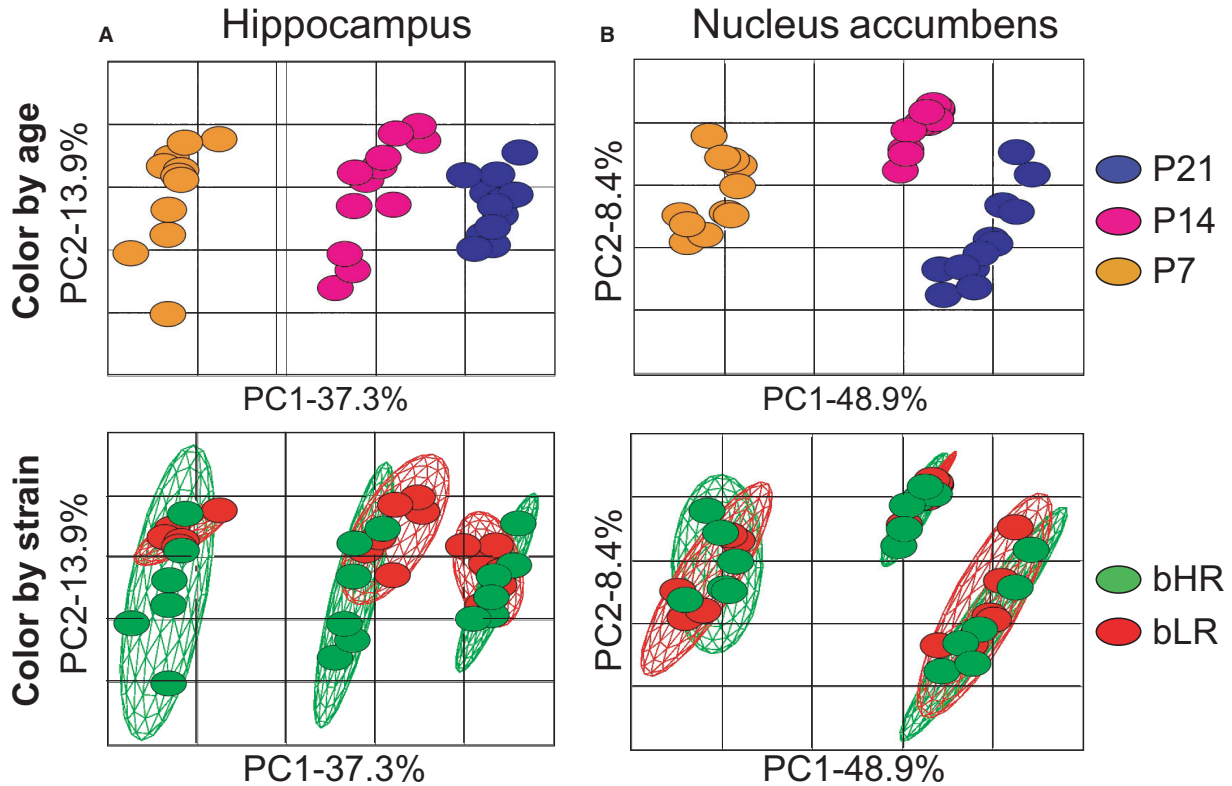 A
Hippocampus
B
Nucleus accumbens
Color by age
PC2-13.9%
PC1-37.3%
PC2-8.4%
PC1-48.9%
P21
P14
P7
Color by strain
PC2-13.9%
PC1-37.3%
PC2-8.4%
PC1-48.9%
bHR
bLR